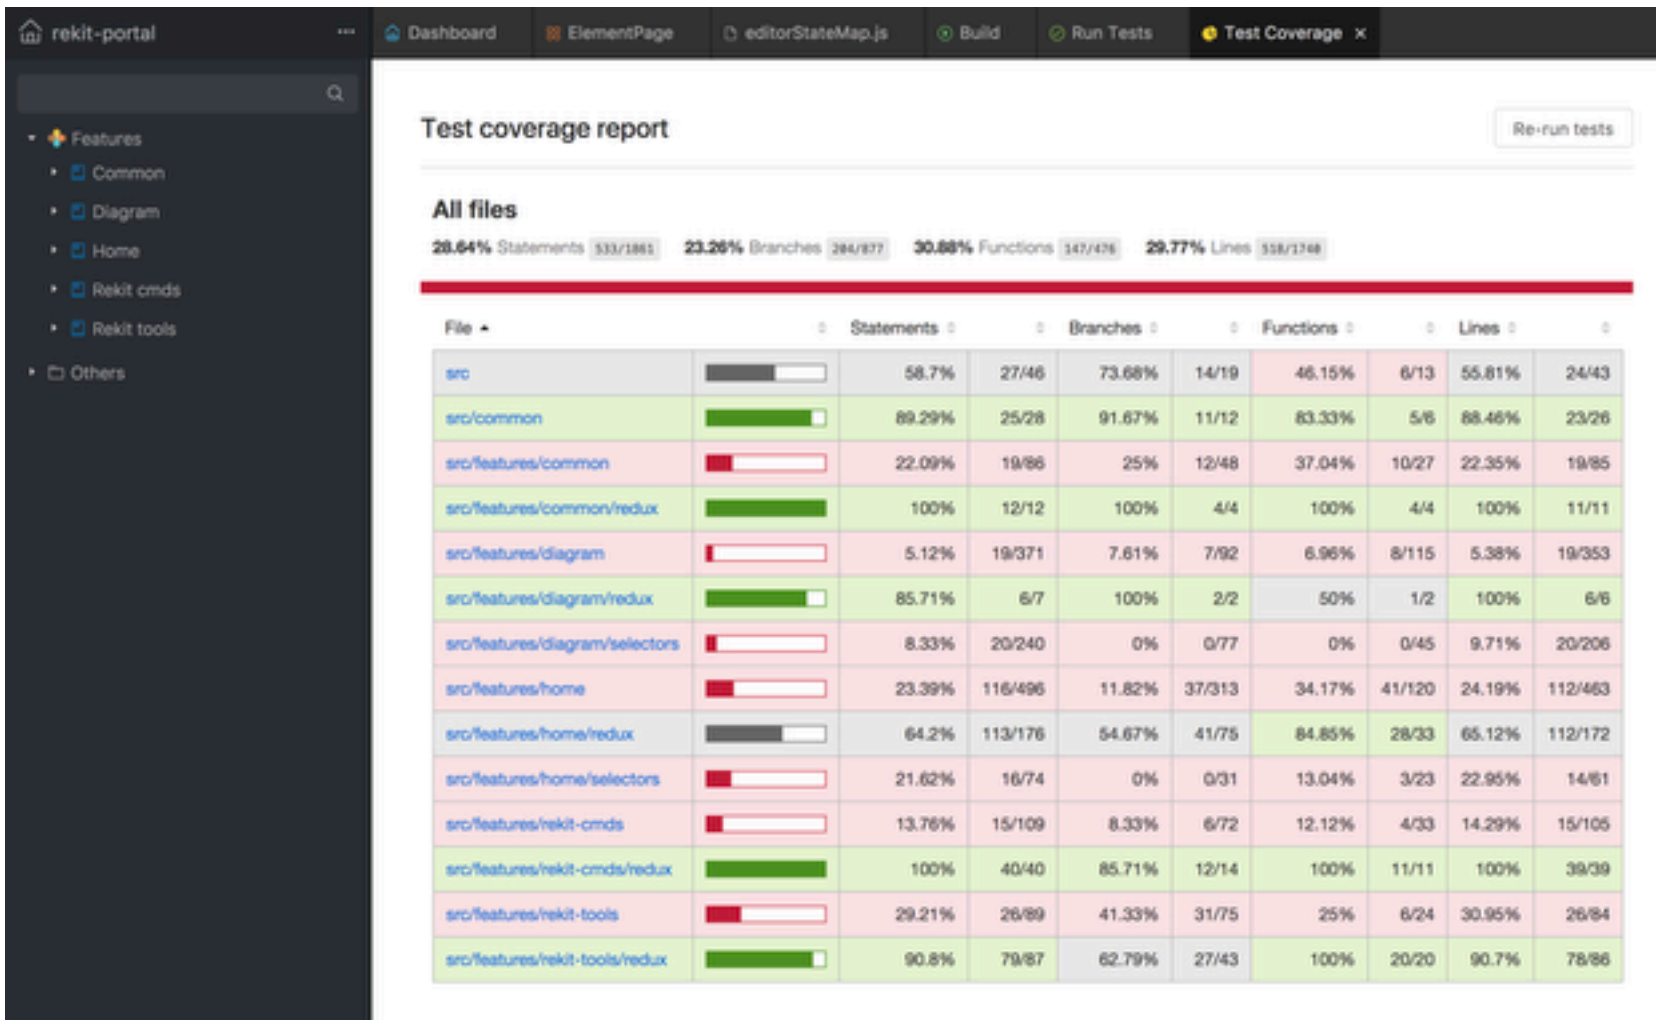 rekit-portal ···
Dashboard ElementPage editorStateMap.js Build Run Tests Test Coverage ×
Features
Common
Diagram
Home
Rekit cmds
Rekit tools
Others
Test coverage report Re-run tests
All files
28.64% Statements 533/1861 23.26% Branches 204/877 30.88% Functions 147/476 29.77% Lines 518/1740
File Statements Branches Functions Lines
src 58.7% 27/46 73.68% 14/19 46.15% 6/13 55.81% 24/43
src/common 89.29% 25/28 91.67% 11/12 83.33% 5/6 88.46% 23/26
src/features/common 22.09% 19/86 25% 12/48 37.04% 10/27 22.35% 19/85
src/features/common/redux 100% 12/12 100% 4/4 100% 4/4 100% 11/11
src/features/diagram 5.12% 19/371 7.61% 7/92 6.96% 8/115 5.38% 19/353
src/features/diagram/redux 85.71% 6/7 100% 2/2 50% 1/2 100% 6/6
src/features/diagram/selectors 8.33% 20/240 0% 0/77 0% 0/45 9.71% 20/206
src/features/home 23.39% 116/496 11.82% 37/313 34.17% 41/120 24.19% 112/463
src/features/home/redux 64.2% 113/176 54.67% 41/75 84.85% 28/33 65.12% 112/172
src/features/home/selectors 21.62% 16/74 0% 0/31 13.04% 3/23 22.95% 14/61
src/features/rekit-cmds 13.76% 15/109 8.33% 6/72 12.12% 4/33 14.29% 15/105
src/features/rekit-cmds/redux 100% 40/40 85.71% 12/14 100% 11/11 100% 39/39
src/features/rekit-tools 29.21% 26/89 41.33% 31/75 25% 6/24 30.95% 26/84
src/features/rekit-tools/redux 90.8% 79/87 62.79% 27/43 100% 20/20 90.7% 78/86